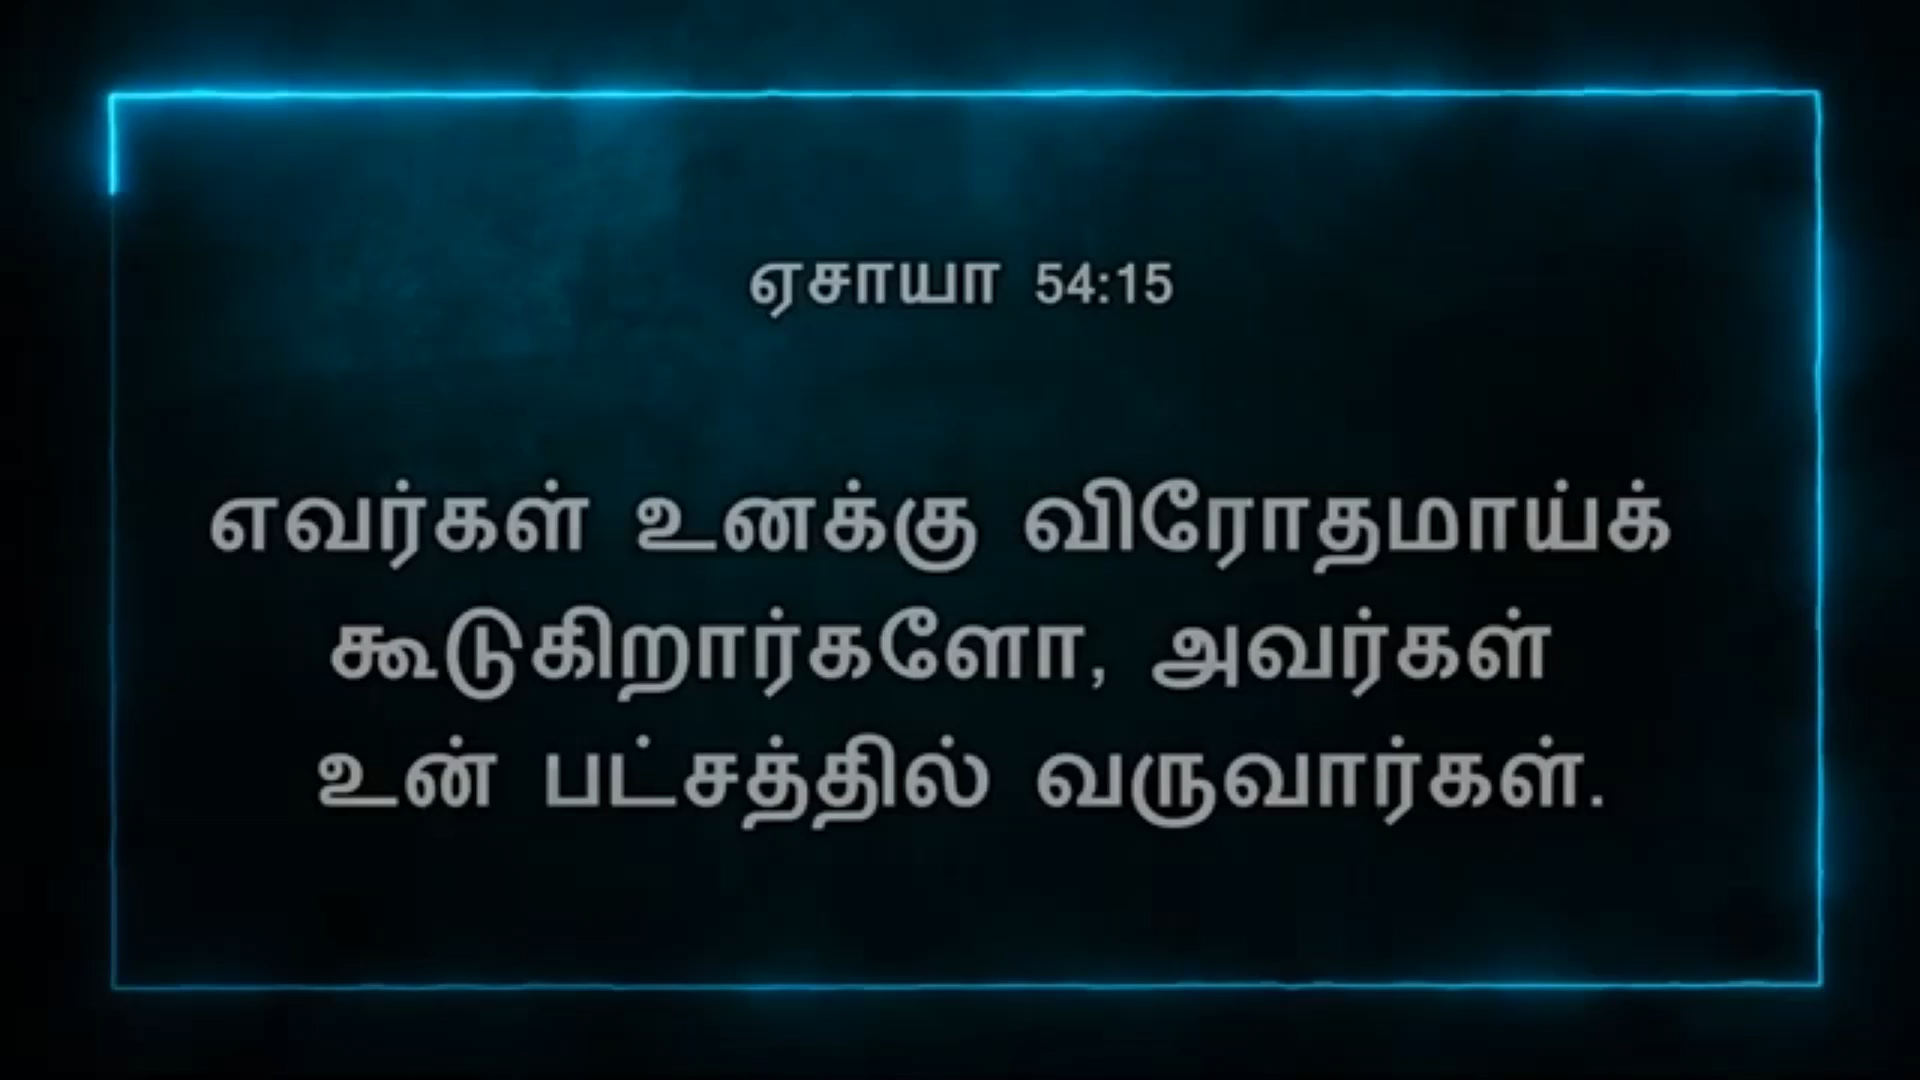 ஏசாயா 54:15
எவர்கள் உனக்கு விரோதமாய்க்
கூடுகிறார்களோ, அவர்கள்
உன் பட்சத்தில் வருவார்கள்.